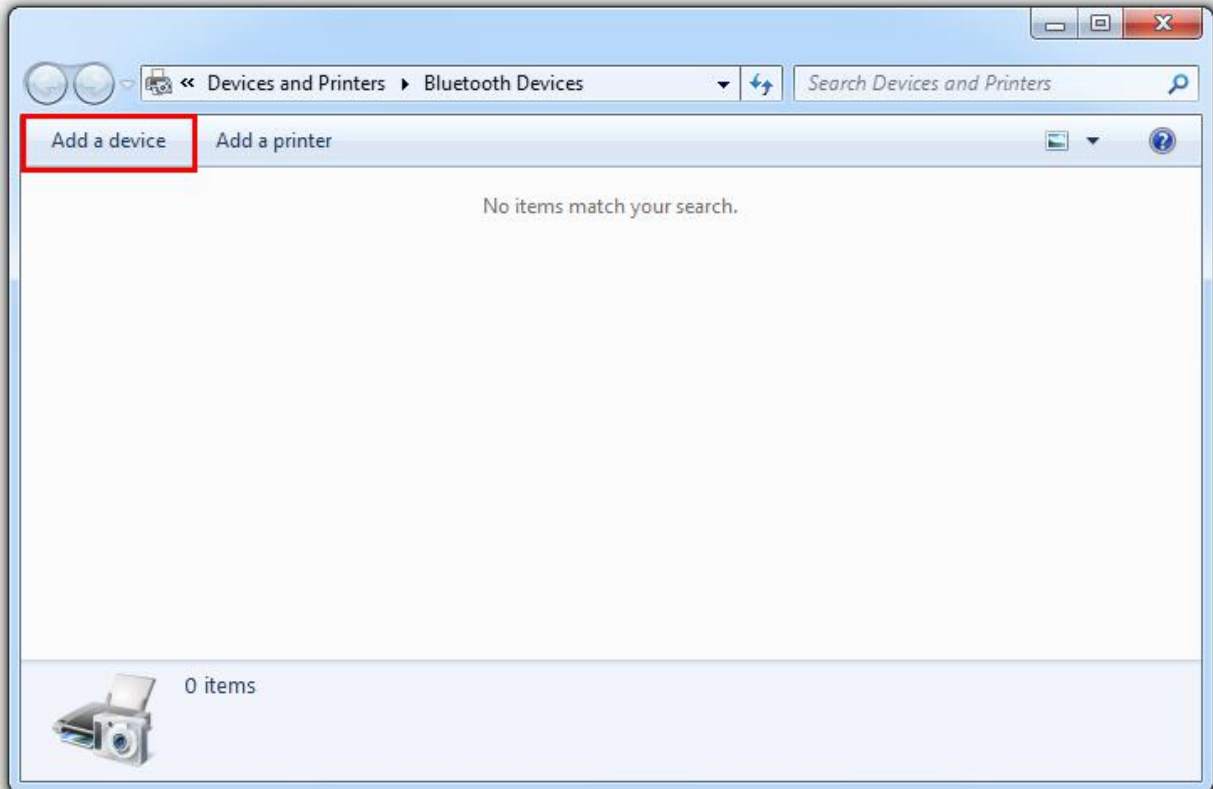 « Devices and Printers ▸ Bluetooth Devices
Search Devices and Printers
Add a device Add a printer
No items match your search.
0 items